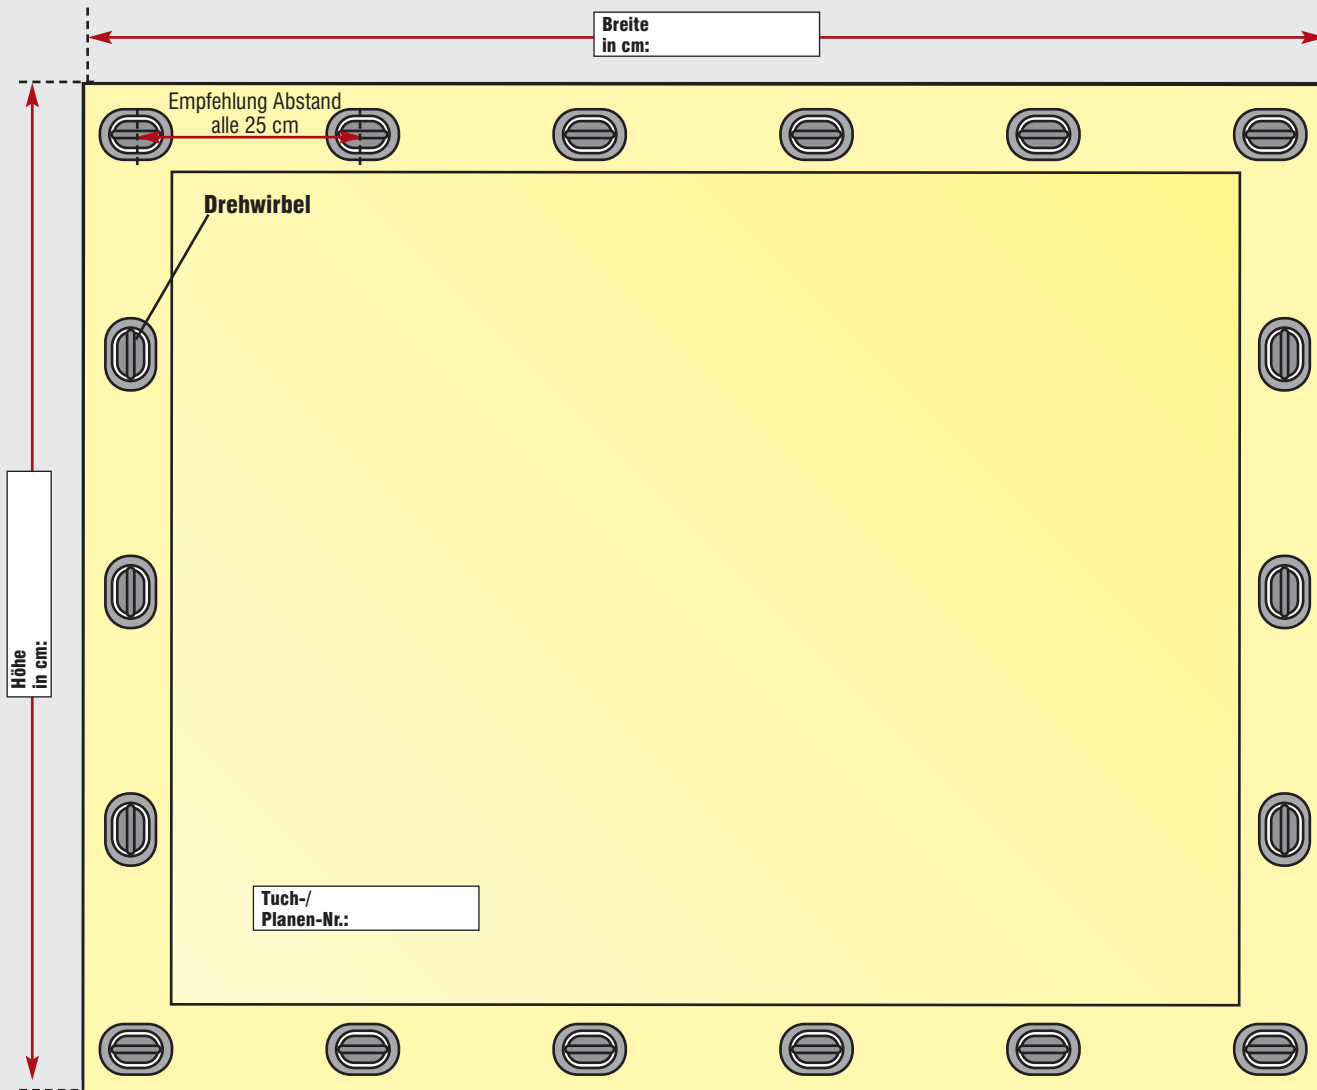 Breite
in cm:
Empfehlung Abstand
alle 25 cm
Drehwirbel
Höhe
in cm:
Tuch-/
Planen-Nr.: